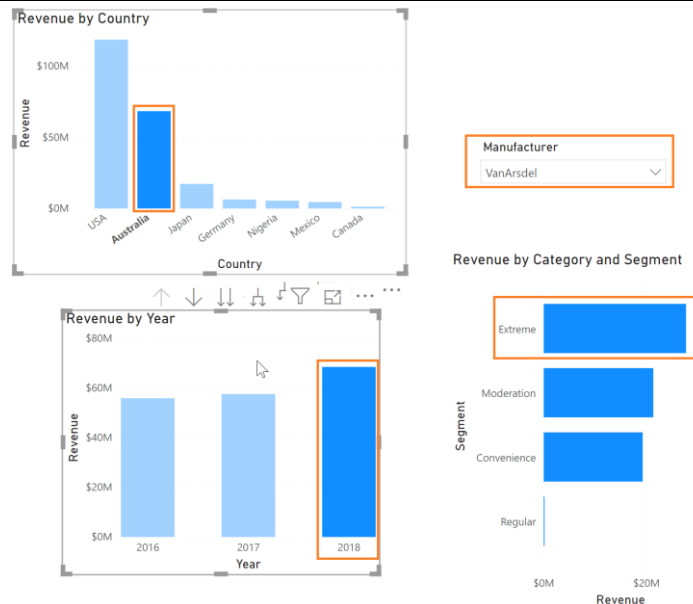 Revenue by Country
$100M
$50M
$0M
Revenue
USA
Australia
Japan
Germany
Nigeria
Mexico
Canada
Country
Manufacturer
VanArsdel
Revenue by Year
$80M
$60M
$40M
$20M
$0M
Revenue
2016
2017
2018
Year
Revenue by Category and Segment
Extreme
Moderation
Convenience
Regular
Segment
$0M
$20M
Revenue